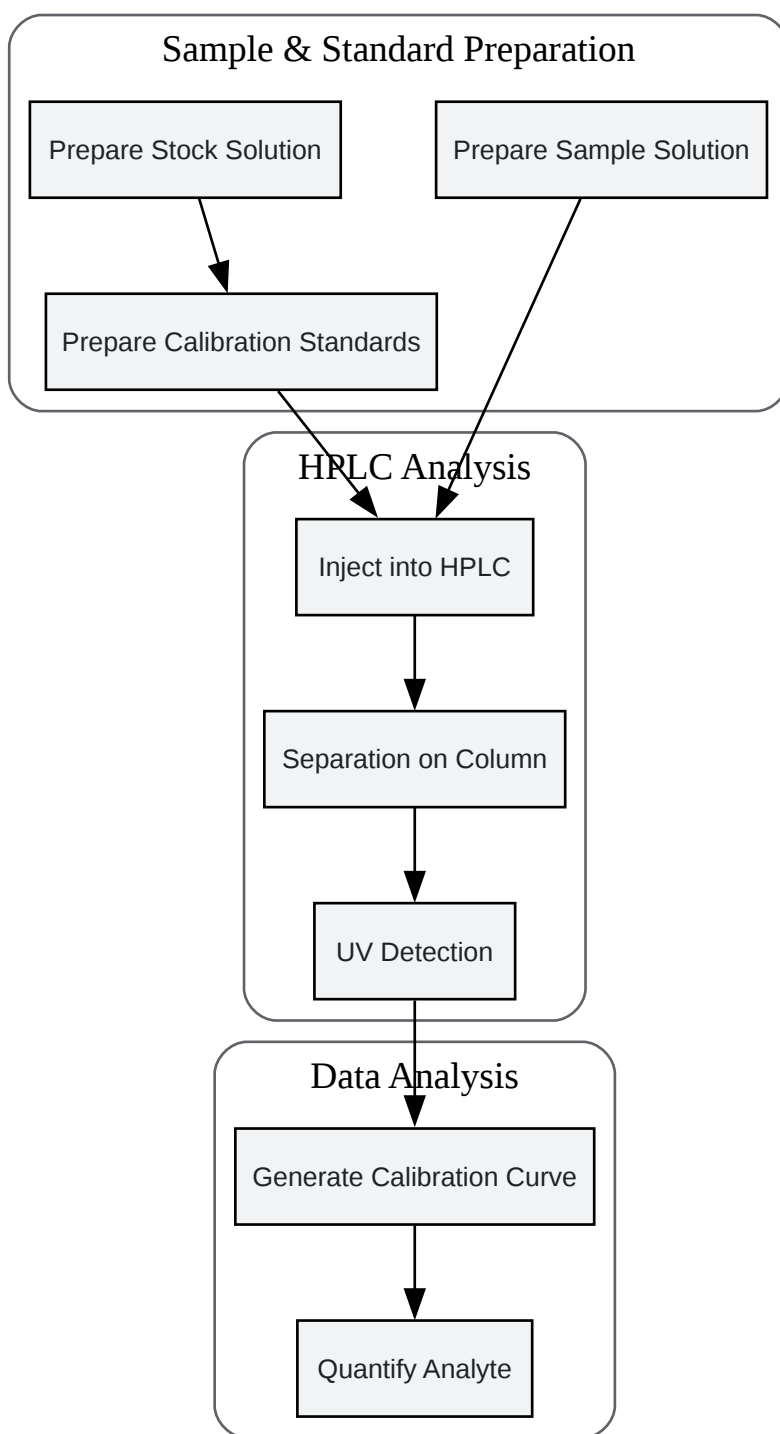 Sample & Standard Preparation
Prepare Stock Solution
Prepare Sample Solution
Prepare Calibration Standards
HPLC Analysis
Inject into HPLC
Separation on Column
UV Detection
Data Analysis
Generate Calibration Curve
Quantify Analyte